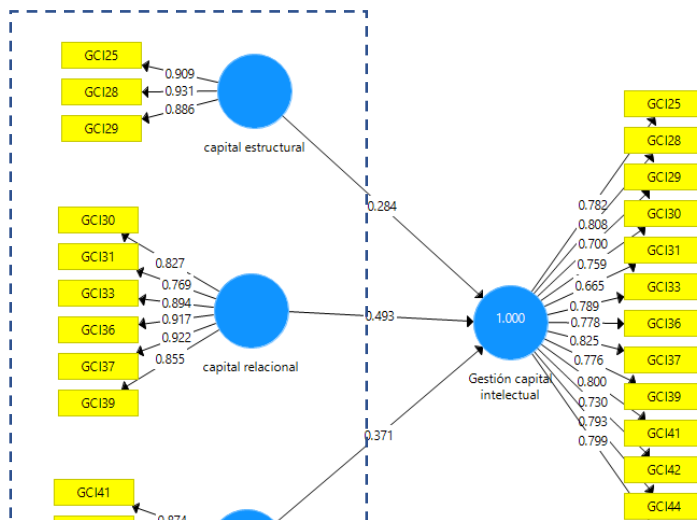 GCI25
0.909
GCI28
0.931
GCI29
0.886
capital estructural
0.284
GCI30
GCI31
0.827
GCI33
0.769
0.894
GCI36
0.917
GCI37
0.922
GCI39
0.855
capital relacional
0.493
GCI41
0.371
1.000
Gestión capital
intelectual
GCI25
GCI28
GCI29
GCI30
GCI31
GCI33
GCI36
GCI37
GCI39
GCI41
GCI42
GCI44
0.782
0.808
0.700
0.759
0.665
0.789
0.778
0.825
0.776
0.800
0.730
0.793
0.799